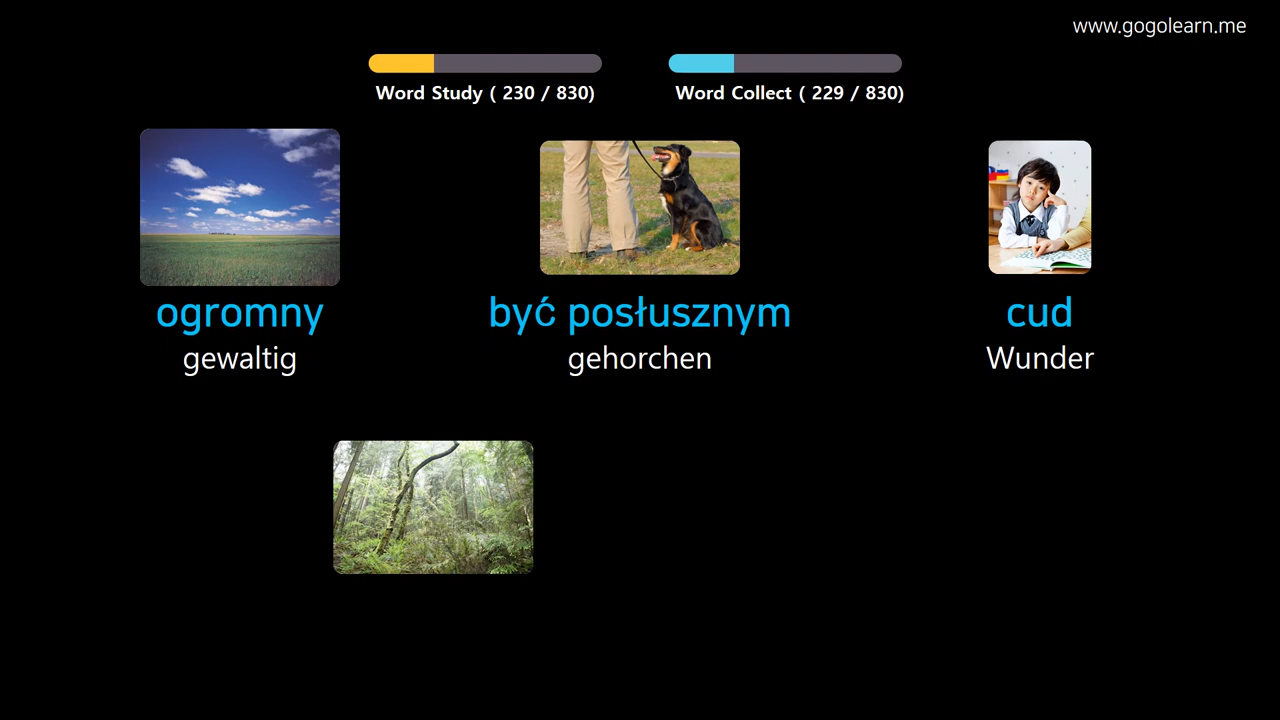 www.gogolearn.me
Word Study ( 230 / 830)
Word Collect ( 229 / 830)
ogromny
gewaltig
być posłusznym
gehorchen
cud
Wunder